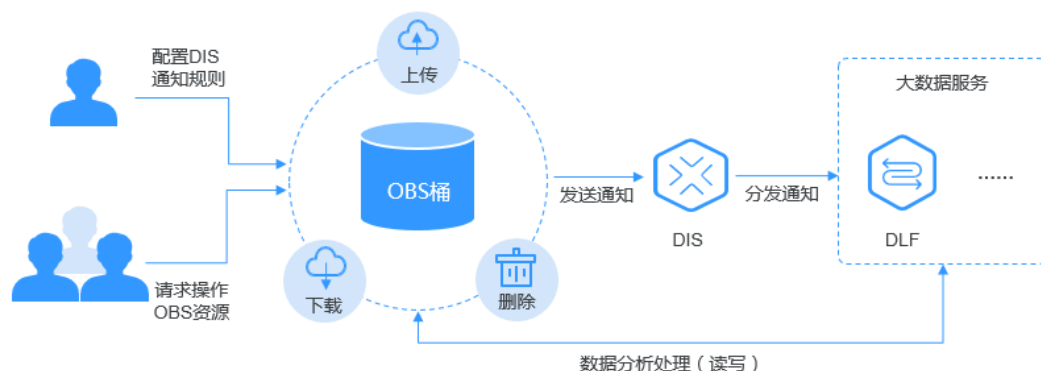 配置DIS
通知规则
上传
大数据服务
OBS桶
发送通知
分发通知
......
DIS
DLF
请求操作
OBS资源
下载
删除
数据分析处理（读写）